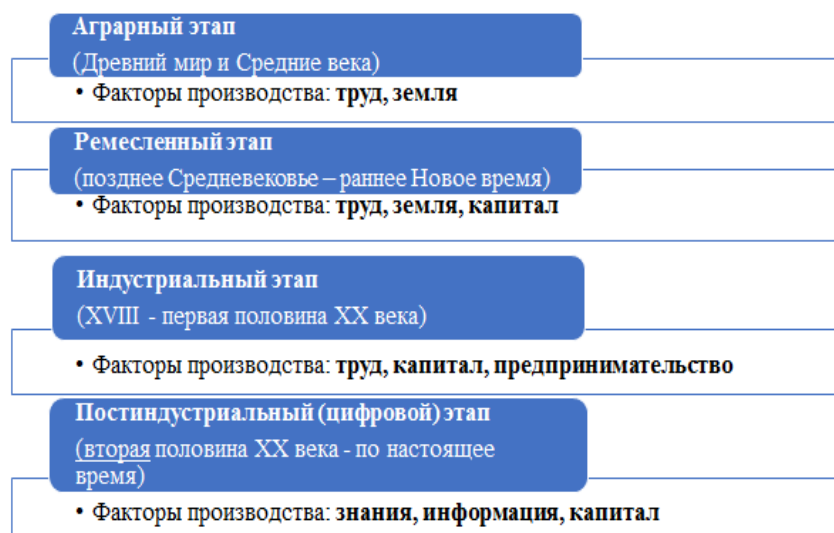 Аграрный этап
(Древний мир и Средние века)
• Факторы производства: труд, земля
Ремесленный этап
(позднее Средневековье – раннее Новое время)
• Факторы производства: труд, земля, капитал
Индустриальный этап
(XVIII - первая половина XX века)
• Факторы производства: труд, капитал, предпринимательство
Постиндустриальный (цифровой) этап
(вторая половина XX века - по настоящее
время)
• Факторы производства: знания, информация, капитал